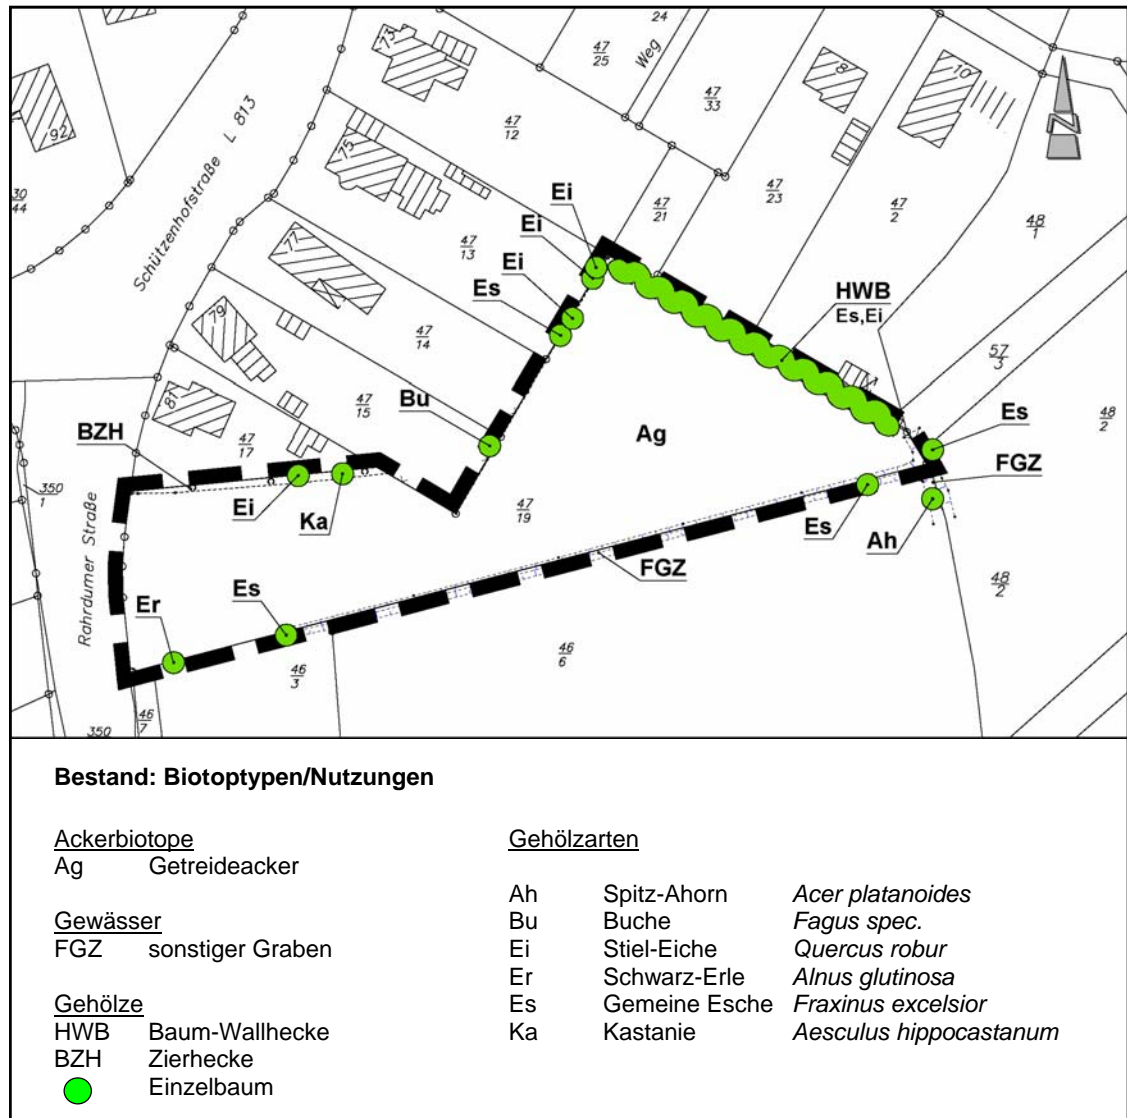 24
47
25
Weg
47
33
73
47
12
8
10
92
Schützenhofstraße L 813
75
30
44
47
21
47
23
47
2
48
1
Ei
Ei
Ei
Es
47
13
77
HWB
Es,Ei
79
47
14
57
3
81
47
15
Bu
Ag
Es
48
2
BZH
47
17
FGZ
350
1
Ei
Ka
47
19
Es
Ah
Rahrdumer Straße
FGZ
48
2
Er
Es
46
3
46
6
46
7
350
Bestand: Biotoptypen/Nutzungen
Ackerbiotope
Ag Getreideacker
Gewässer
FGZ sonstiger Graben
Gehölze
HWB Baum-Wallhecke
BZH Zierhecke
Einzelbaum
Gehölzarten
Ah Spitz-Ahorn Acer platanoides
Bu Buche Fagus spec.
Ei Stiel-Eiche Quercus robur
Er Schwarz-Erle Alnus glutinosa
Es Gemeine Esche Fraxinus excelsior
Ka Kastanie Aesculus hippocastanum